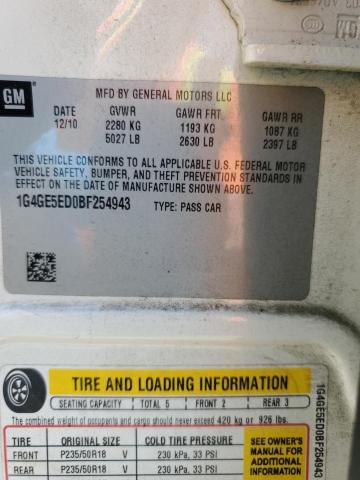 GM
MFD BY GENERAL MOTORS LLC
DATE GVWR GAWR FRT GAWR RR
12/10 2280 KG 1193 KG 1087 KG
5027 LB 2630 LB 2397 LB
THIS VEHICLE CONFORMS TO ALL APPLICABLE U.S. FEDERAL MOTOR
VEHICLE SAFETY, BUMPER, AND THEFT PREVENTION STANDARDS IN
EFFECT ON THE DATE OF MANUFACTURE SHOWN ABOVE.
1G4GE5ED0BF254943 TYPE: PASS CAR
TIRE AND LOADING INFORMATION
SEATING CAPACITY TOTAL 5 FRONT 2 REAR 3
The combined weight of occupants and cargo should never exceed 420 kg or 926 lbs.
TIRE ORIGINAL SIZE COLD TIRE PRESSURE
FRONT P235/50R18 V 230 kPa, 33 PSI
REAR P235/50R18 V 230 kPa, 33 PSI
SEE OWNER'S
MANUAL FOR
ADDITIONAL
INFORMATION
1G4GE5ED0BF254943
GM